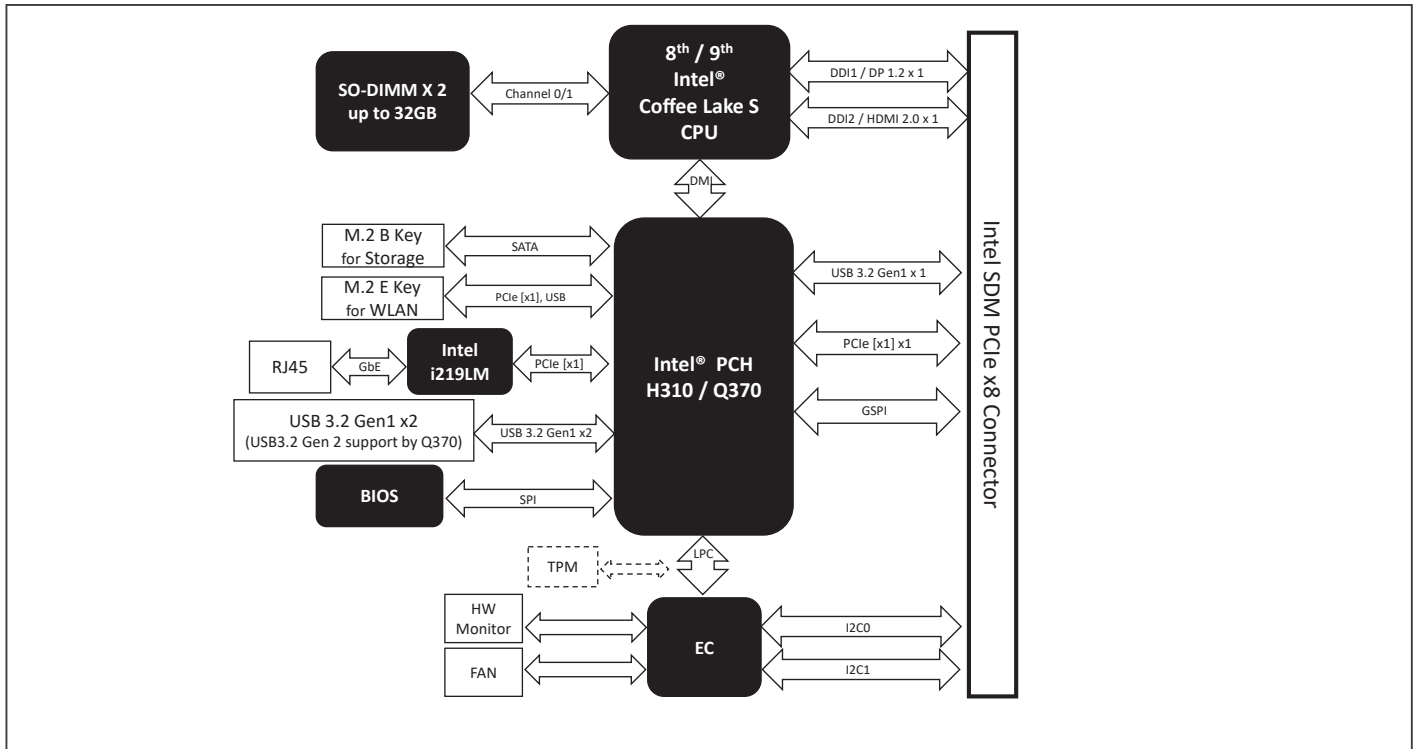 8th / 9th
Intel®
Coffee Lake S
CPU
SO-DIMM X 2
up to 32GB
Channel 0/1
DDI1 / DP 1.2 x 1
DDI2 / HDMI 2.0 x 1
DMI
M.2 B Key
for Storage
SATA
M.2 E Key
for WLAN
PCIe [x1], USB
RJ45
GbE
Intel
i219LM
PCIe [x1]
USB 3.2 Gen1 x2
(USB3.2 Gen 2 support by Q370)
USB 3.2 Gen1 x2
BIOS
SPI
Intel® PCH
H310 / Q370
USB 3.2 Gen1 x 1
PCIe [x1] x1
GSPI
Intel SDM PCIe x8 Connector
LPC
TPM
HW
Monitor
FAN
EC
I2C0
I2C1